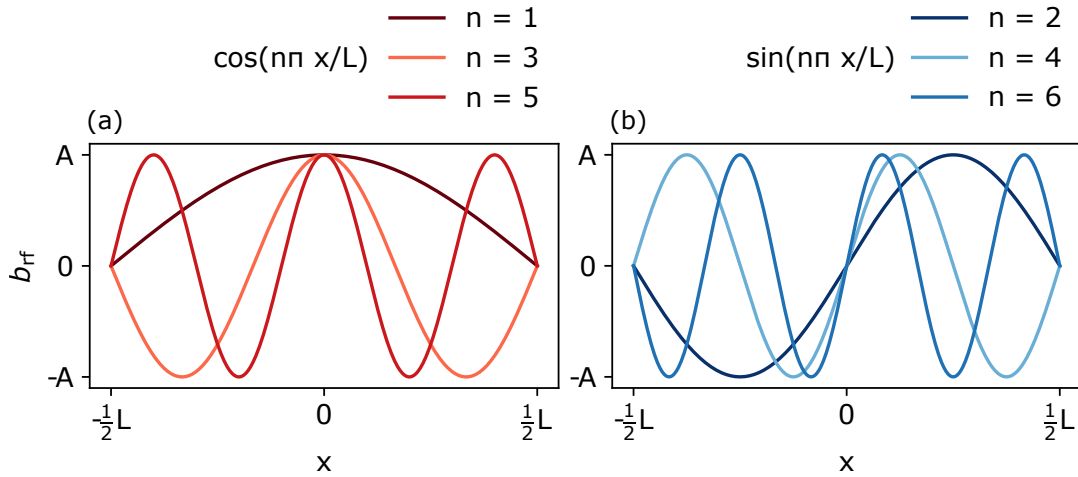 n = 1
cos(nπ x/L) n = 3
n = 5
n = 2
sin(nπ x/L) n = 4
n = 6
(a)
A
0
-A
b_rf
-½L 0 ½L
x
(b)
A
0
-A
-½L 0 ½L
x